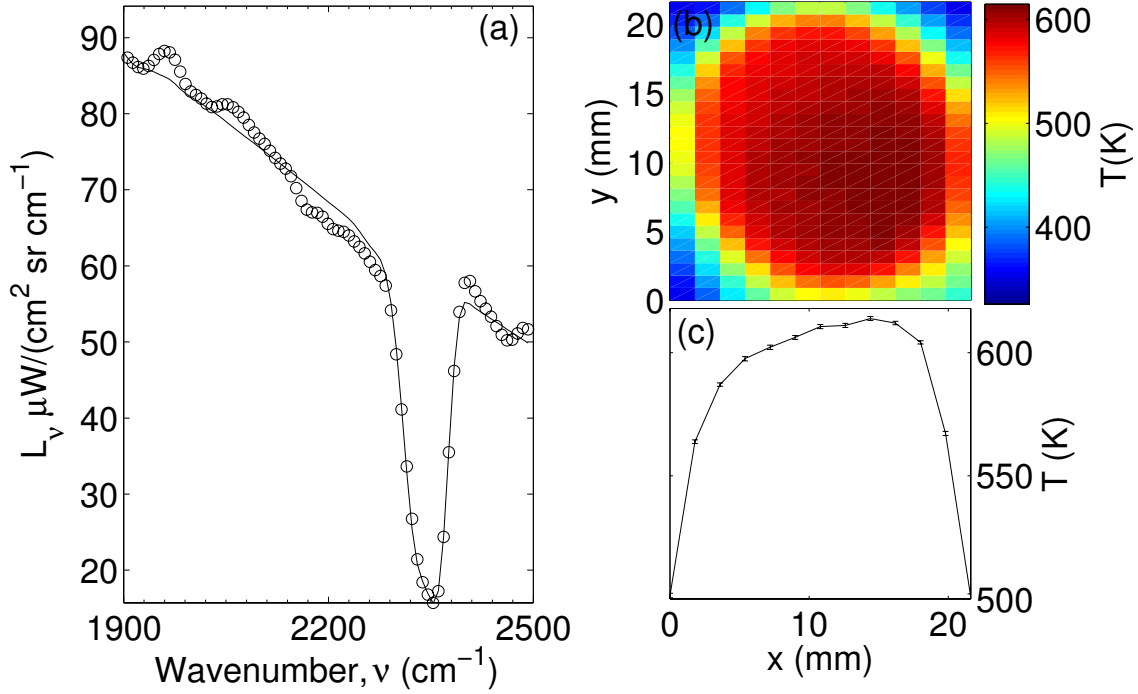 (a)
90
80
70
60
50
40
30
20
1900
2200
2500
L_ν μW/(cm² sr cm⁻¹)
Wavenumber, ν (cm⁻¹)
(b)
20
15
10
5
0
y (mm)
600
500
400
T(K)
(c)
600
550
500
T (K)
0
10
20
x (mm)